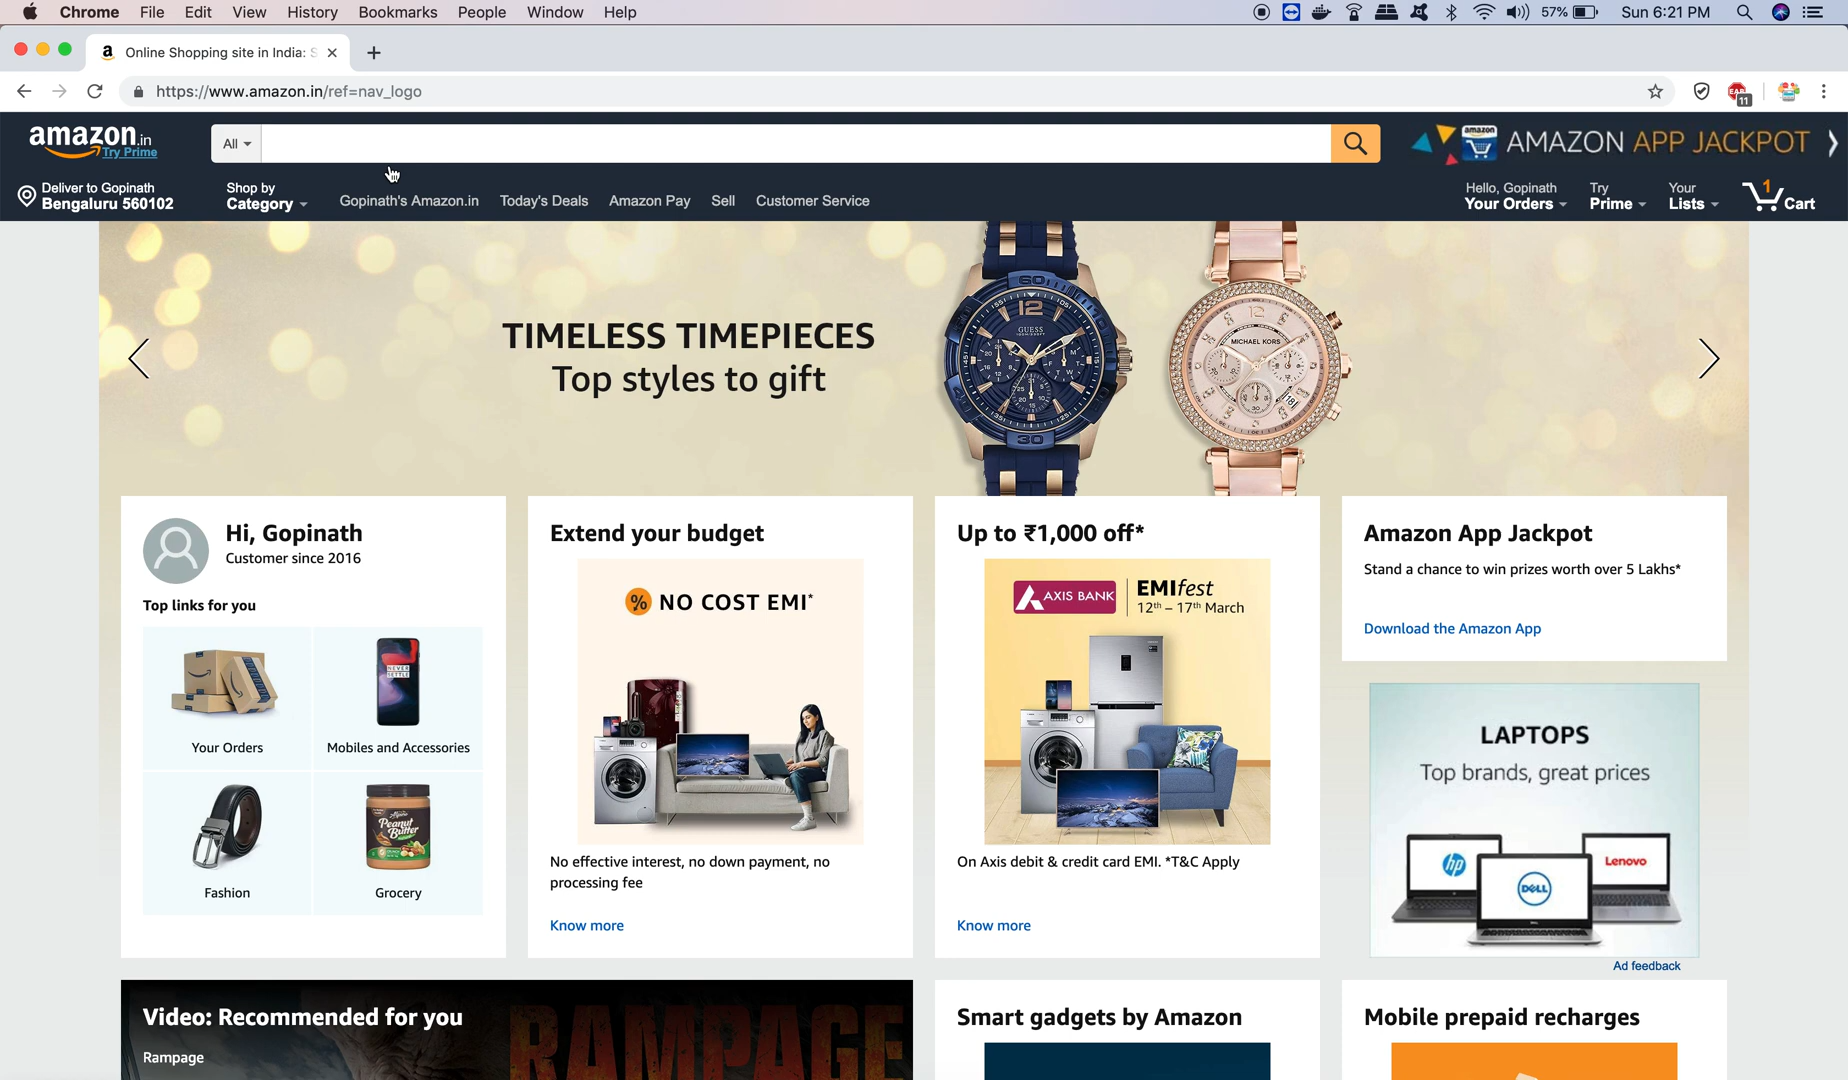 Chrome File Edit View History Bookmarks People Window Help 57% Sun 6:21 PM
Online Shopping site in India: S
https://www.amazon.in/ref=nav_logo
11
amazon.in
Try Prime
All
amazon
AMAZON APP JACKPOT
Deliver to Gopinath
Bengaluru 560102
Shop by
Category
Gopinath's Amazon.in Today's Deals Amazon Pay Sell Customer Service
Hello, Gopinath
Your Orders
Try
Prime
Your
Lists
1
Cart
TIMELESS TIMEPIECES
Top styles to gift
GUESS
MICHAEL KORS
Hi, Gopinath
Customer since 2016
Top links for you
NEVER
SETTLE
Your Orders
Mobiles and Accessories
Peanut
Butter
Fashion
Grocery
Extend your budget
% NO COST EMI*
No effective interest, no down payment, no
processing fee
Know more
Up to ₹1,000 off*
AXIS BANK
EMIfest
12th – 17th March
On Axis debit & credit card EMI. *T&C Apply
Know more
Amazon App Jackpot
Stand a chance to win prizes worth over 5 Lakhs*
Download the Amazon App
LAPTOPS
Top brands, great prices
hp
DELL
Lenovo
Ad feedback
Video: Recommended for you
Rampage
RAMPAGE
Smart gadgets by Amazon
Mobile prepaid recharges